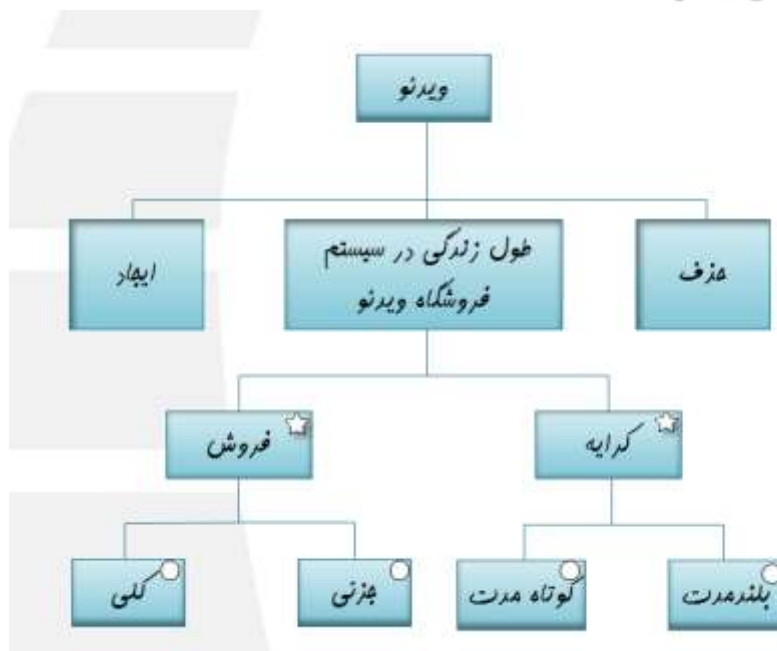 ویدئو
حذف
طول زندگی در سیستم
فروشگاه ویدئو
ایجاد
کرایه
فروش
بلندمدت
کوتاه مدت
جزئی
کلی